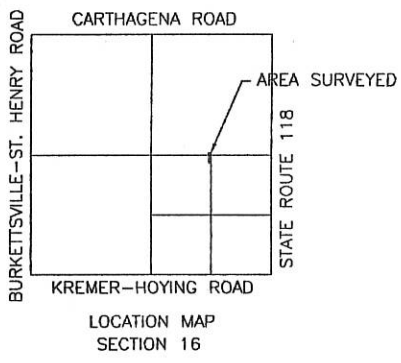 CARTHAGENA ROAD
BURKETTSVILLE-ST. HENRY ROAD
AREA SURVEYED
STATE ROUTE 118
KREMER-HOYING ROAD
LOCATION MAP
SECTION 16